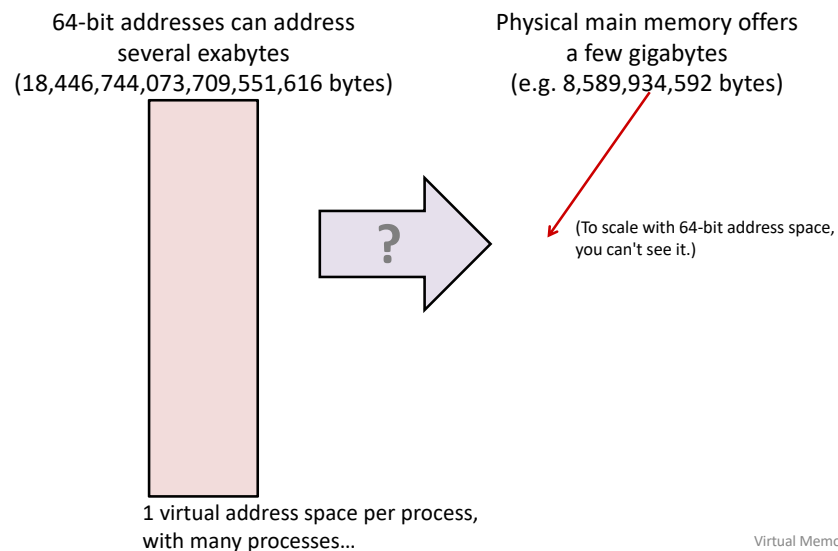 64-bit addresses can address
several exabytes
(18,446,744,073,709,551,616 bytes)
Physical main memory offers
a few gigabytes
(e.g. 8,589,934,592 bytes)
?
(To scale with 64-bit address space,
you can't see it.)
1 virtual address space per process,
with many processes…
Virtual Memo